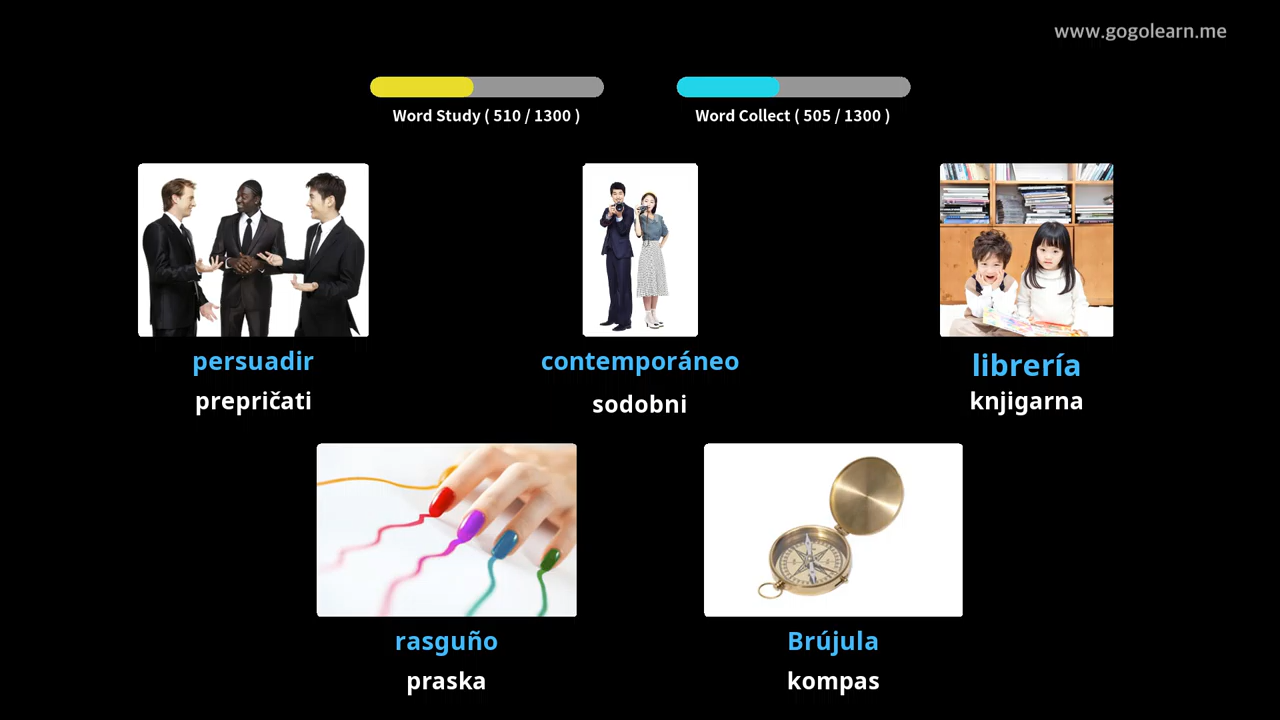 www.gogolearn.me
Word Study ( 510 / 1300 )
Word Collect ( 505 / 1300 )
persuadir
prepričati
contemporáneo
sodobni
librería
knjigarna
rasguño
praska
Brújula
kompas